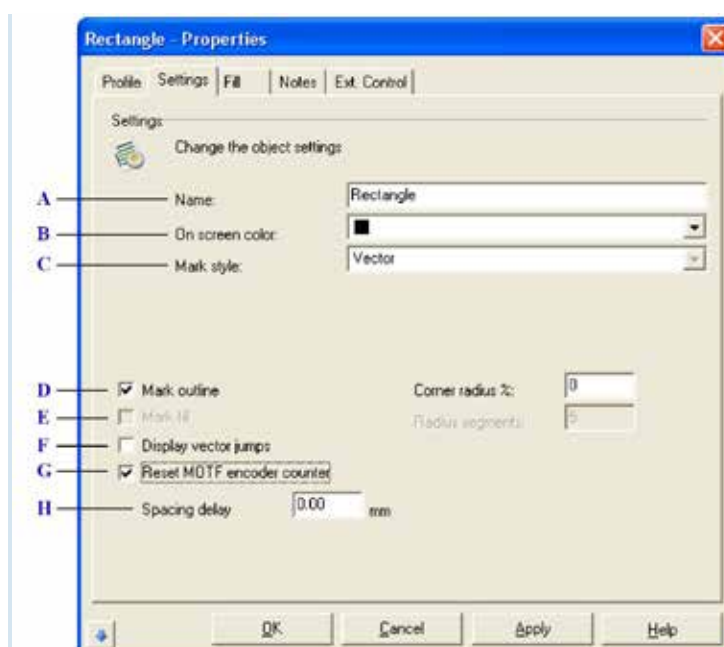 Rectangle - Properties
Profile Settings Fill Notes Ext. Control
Settings
Change the object settings
A Name: Rectangle
B On screen color:
C Mark style: Vector
D Mark outline Corner radius %: 0
E Mark fill Radius segments: 5
F Display vector jumps
G Reset MOTF encoder counter
H Spacing delay 0.00 mm
OK Cancel Apply Help